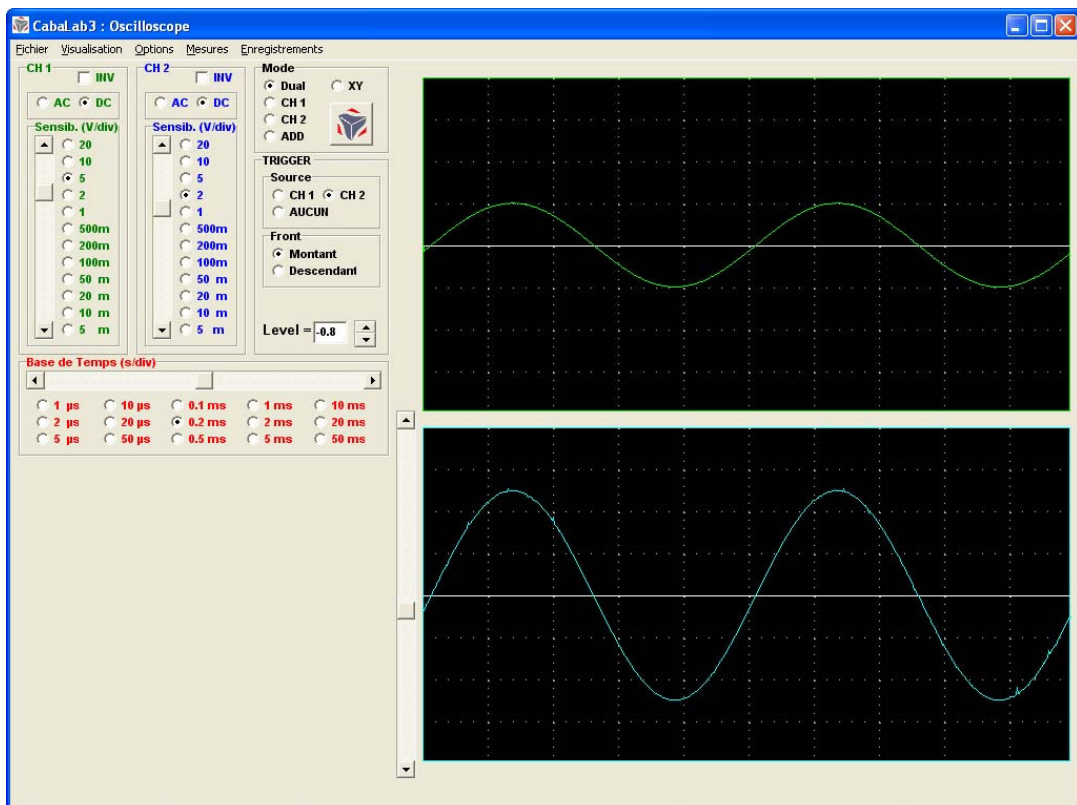 CabaLab3 : Oscilloscope
Fichier Visualisation Options Mesures Enregistrements
CH 1
INV
AC DC
Sensib. (V/div)
20
10
5
2
1
500m
200m
100m
50 m
20 m
10 m
5 m
CH 2
INV
AC DC
Sensib. (V/div)
20
10
5
2
1
500m
200m
100m
50 m
20 m
10 m
5 m
Mode
Dual XY
CH 1
CH 2
ADD
TRIGGER
Source
CH 1 CH 2
AUCUN
Front
Montant
Descendant
Level = -0.8
Base de Temps (s/div)
1 µs 10 µs 0.1 ms 1 ms 10 ms
2 µs 20 µs 0.2 ms 2 ms 20 ms
5 µs 50 µs 0.5 ms 5 ms 50 ms